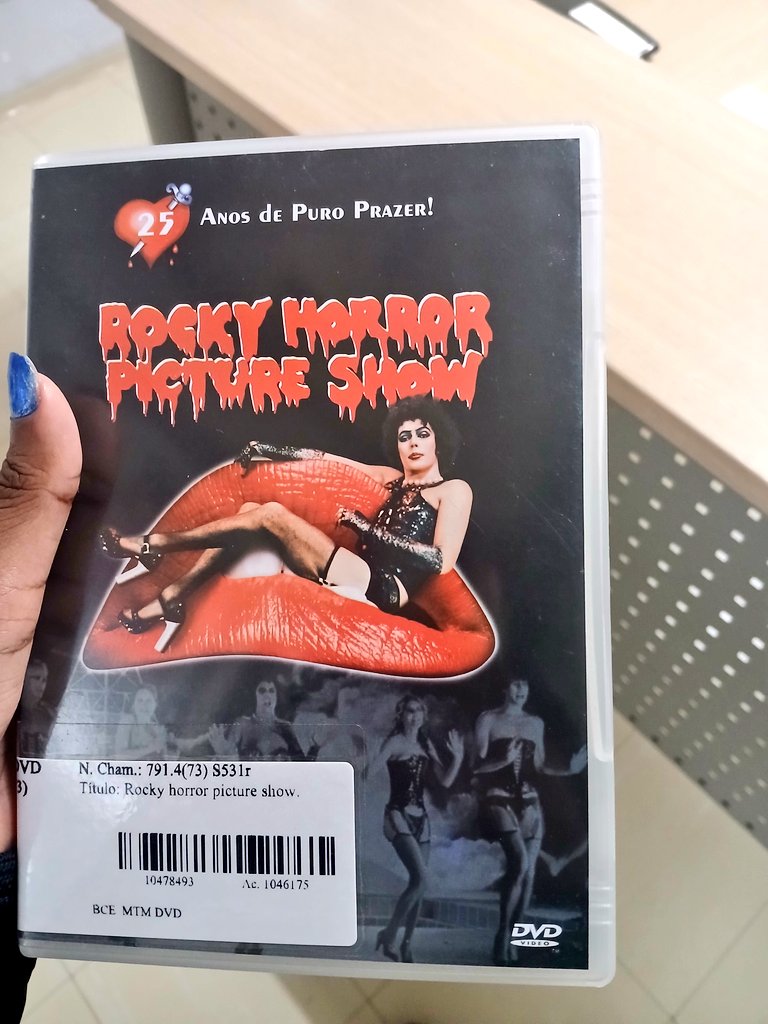 25
Anos de Puro Prazer!
ROCKY HORROR
PICTURE SHOW
DVD
3)
N. Cham.: 791.4(73) S531r
Título: Rocky horror picture show.
10478493
Ac. 1046175
BCE MTM DVD
DVD
VIDEO